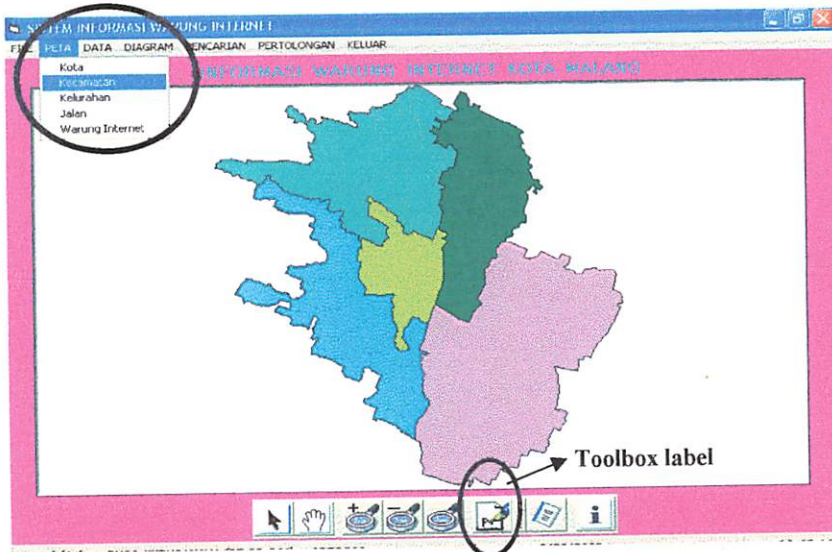 SISTEM INFORMASI WARUNG INTERNET
FILE PETA DATA DIAGRAM PENCARIAN PERTOLONGAN KELUAR
INFORMASI WARUNG INTERNET KOTA MALANG
Kota
Kecamatan
Kelurahan
Jalan
Warung Internet
Toolbox label